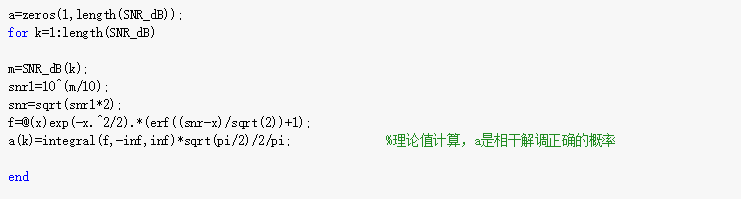 a=zeros(1,length(SNR_dB));
for k=1:length(SNR_dB)
m=SNR_dB(k);
snr1=10^(m/10);
snr=sqrt(snr1*2);
f=@(x)exp(-x.^2/2).*(erf((snr-x)/sqrt(2))+1);
a(k)=integral(f,-inf,inf)*sqrt(pi/2)/2/pi; %理论值计算，a是相干解调正确的概率
end